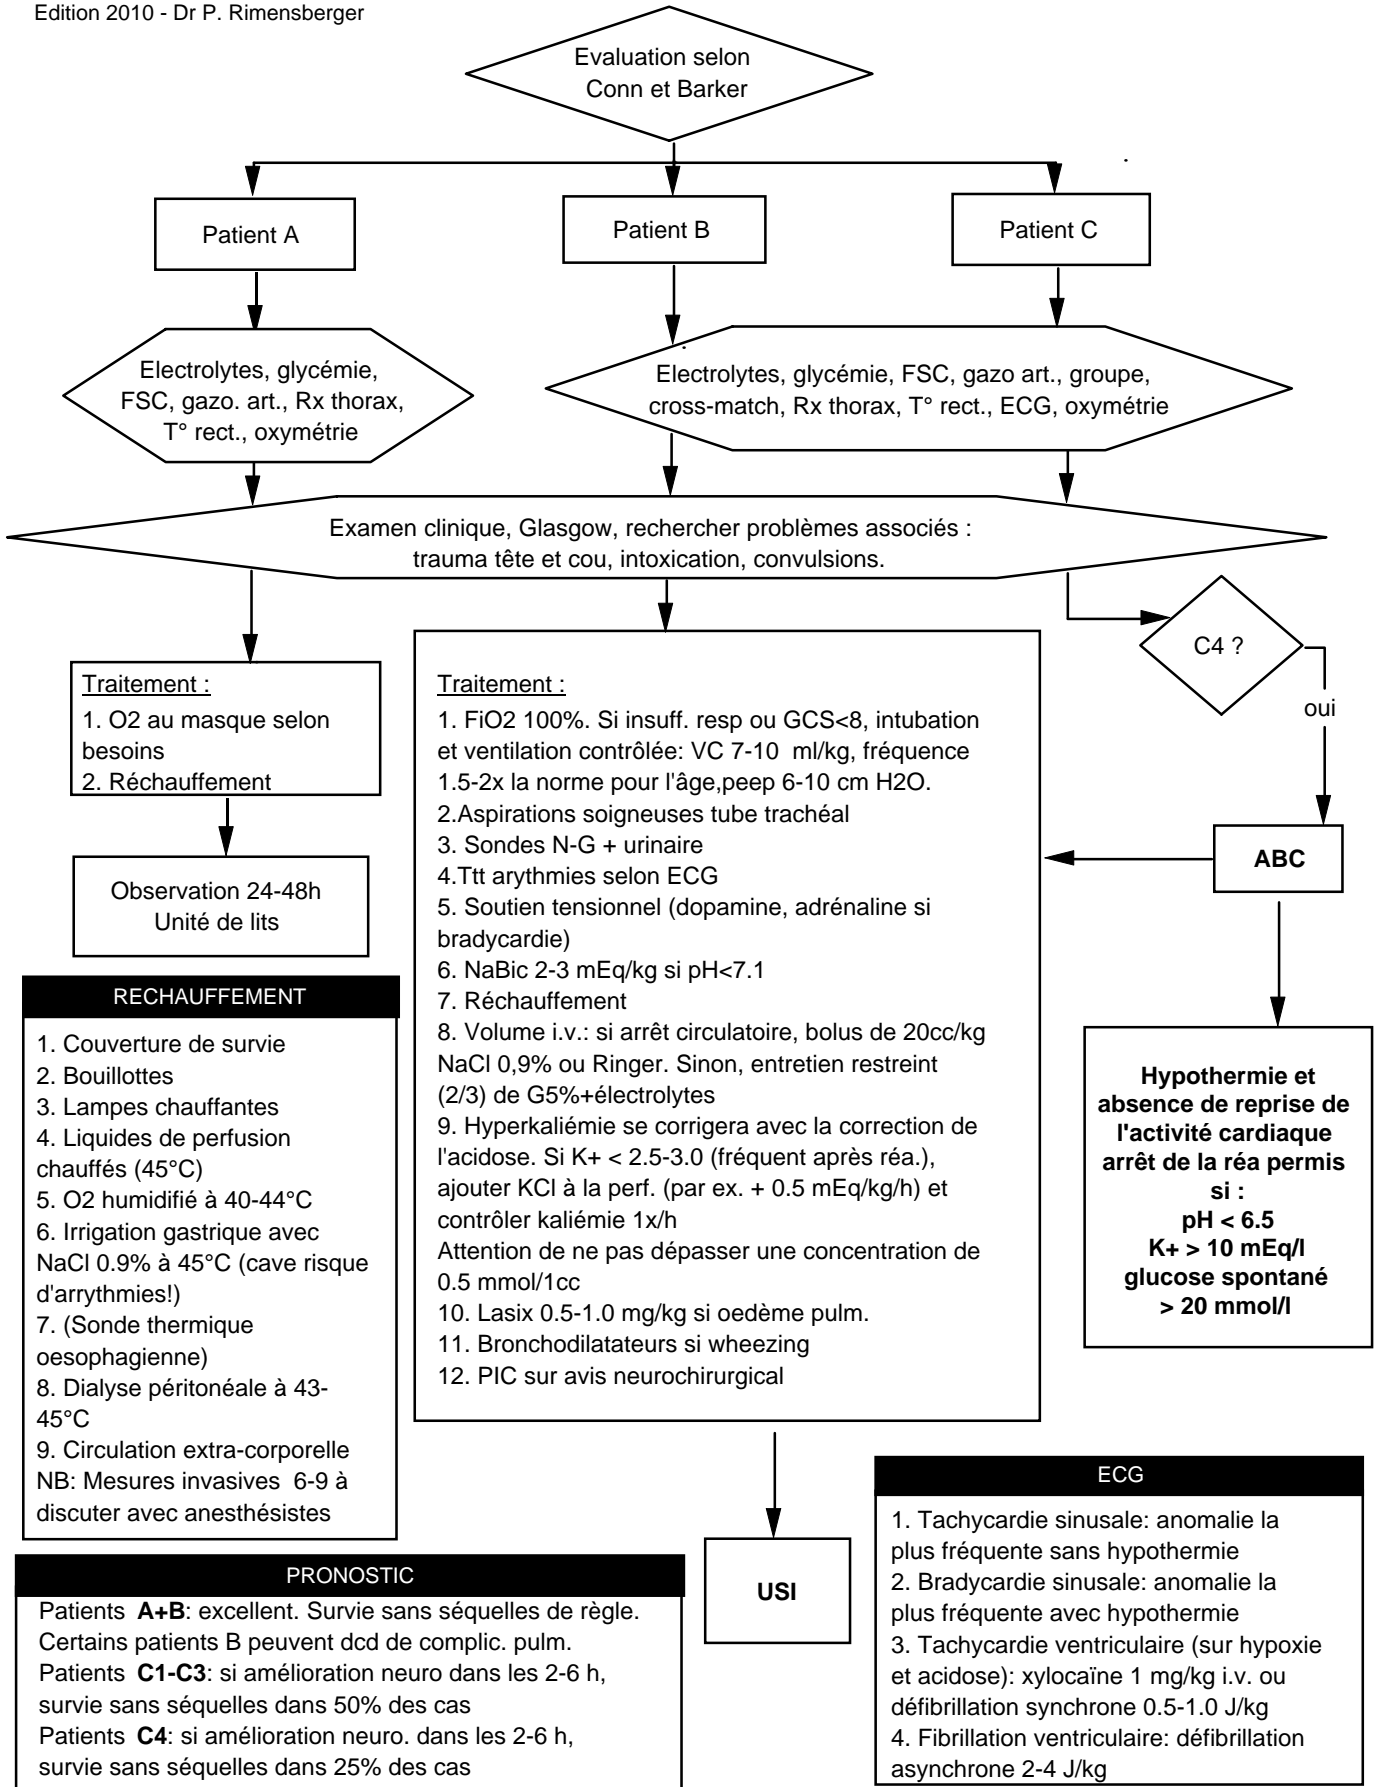 Edition 2010 - Dr P. Rimensberger
Evaluation selon
Conn et Barker
Patient A
Patient B
Patient C
Electrolytes, glycémie,
FSC, gazo. art., Rx thorax,
T° rect., oxymétrie
Electrolytes, glycémie, FSC, gazo art., groupe,
cross-match, Rx thorax, T° rect., ECG, oxymétrie
Examen clinique, Glasgow, rechercher problèmes associés :
trauma tête et cou, intoxication, convulsions.
C4 ?
oui
Traitement :
1. O2 au masque selon
besoins
2. Réchauffement
Observation 24-48h
Unité de lits
Traitement :
1. FiO2 100%. Si insuff. resp ou GCS<8, intubation
et ventilation contrôlée: VC 7-10  ml/kg, fréquence
1.5-2x la norme pour l'âge,peep 6-10 cm H2O.
2.Aspirations soigneuses tube trachéal
3. Sondes N-G + urinaire
4.Ttt arythmies selon ECG
5. Soutien tensionnel (dopamine, adrénaline si
bradycardie)
6. NaBic 2-3 mEq/kg si pH<7.1
7. Réchauffement
8. Volume i.v.: si arrêt circulatoire, bolus de 20cc/kg
NaCl 0,9% ou Ringer. Sinon, entretien restreint
(2/3) de G5%+électrolytes
9. Hyperkaliémie se corrigera avec la correction de
l'acidose. Si K+ < 2.5-3.0 (fréquent après réa.),
ajouter KCl à la perf. (par ex. + 0.5 mEq/kg/h) et
contrôler kaliémie 1x/h
Attention de ne pas dépasser une concentration de
0.5 mmol/1cc
10. Lasix 0.5-1.0 mg/kg si oedème pulm.
11. Bronchodilatateurs si wheezing
12. PIC sur avis neurochirurgical
ABC
Hypothermie et
absence de reprise de
l'activité cardiaque
arrêt de la réa permis
si :
pH < 6.5
K+ > 10 mEq/l
glucose spontané
> 20 mmol/l
RECHAUFFEMENT
1. Couverture de survie
2. Bouillottes
3. Lampes chauffantes
4. Liquides de perfusion
chauffés (45°C)
5. O2 humidifié à 40-44°C
6. Irrigation gastrique avec
NaCl 0.9% à 45°C (cave risque
d'arrythmies!)
7. (Sonde thermique
oesophagienne)
8. Dialyse péritonéale à 43-
45°C
9. Circulation extra-corporelle
NB: Mesures invasives  6-9 à
discuter avec anesthésistes
USI
ECG
1. Tachycardie sinusale: anomalie la
plus fréquente sans hypothermie
2. Bradycardie sinusale: anomalie la
plus fréquente avec hypothermie
3. Tachycardie ventriculaire (sur hypoxie
et acidose): xylocaïne 1 mg/kg i.v. ou
défibrillation synchrone 0.5-1.0 J/kg
4. Fibrillation ventriculaire: défibrillation
asynchrone 2-4 J/kg
PRONOSTIC
Patients  A+B: excellent. Survie sans séquelles de règle.
Certains patients B peuvent dcd de complic. pulm.
Patients  C1-C3: si amélioration neuro dans les 2-6 h,
survie sans séquelles dans 50% des cas
Patients  C4: si amélioration neuro. dans les 2-6 h,
survie sans séquelles dans 25% des cas